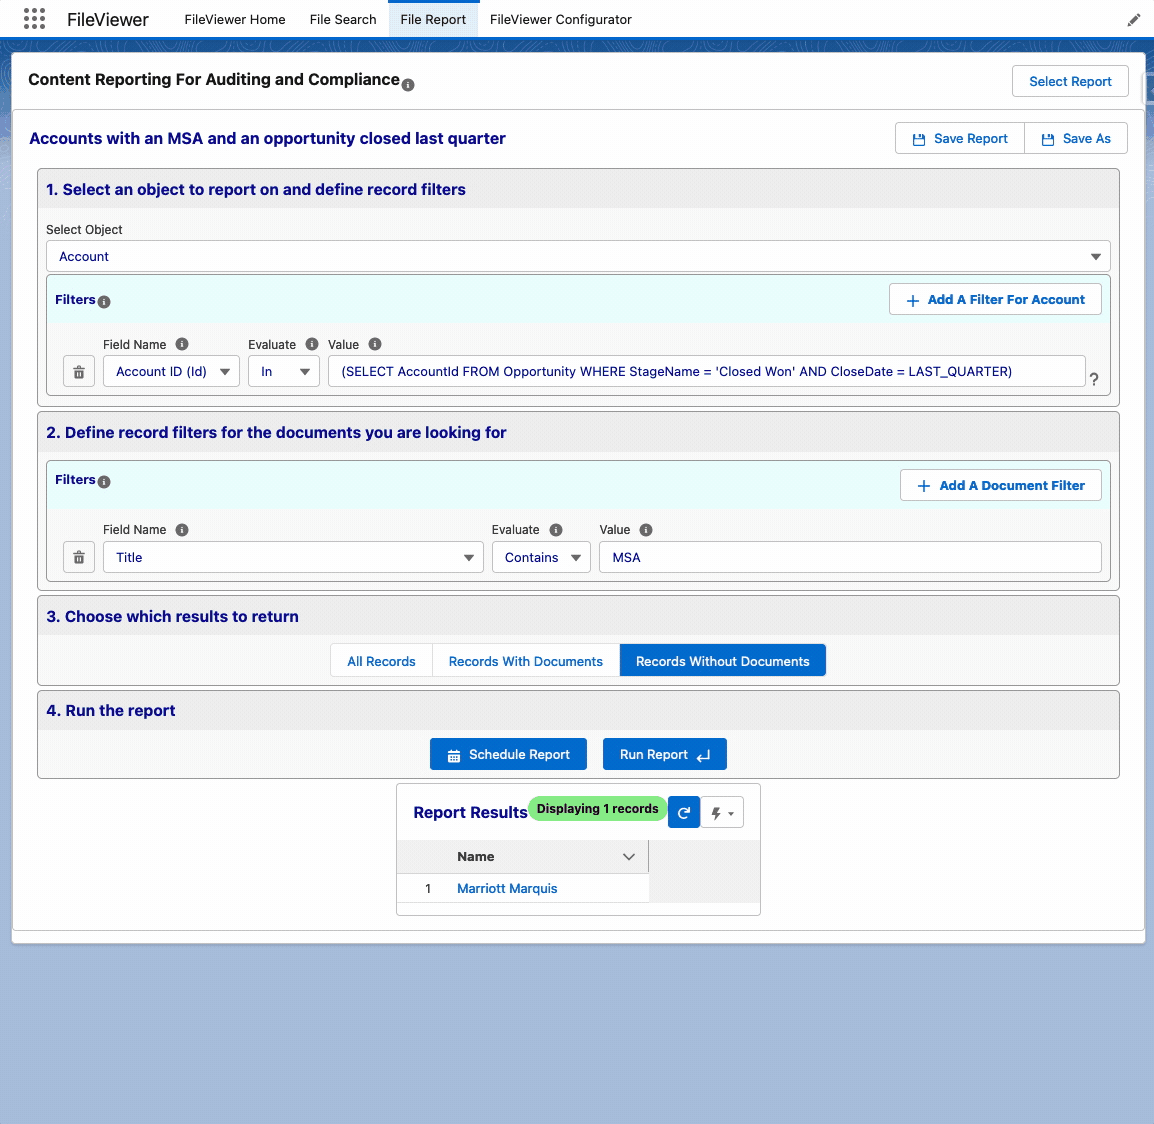 FileViewer FileViewer Home File Search File Report FileViewer Configurator
Content Reporting For Auditing and Compliance Select Report
Accounts with an MSA and an opportunity closed last quarter Save Report Save As
1. Select an object to report on and define record filters
Select Object
Account
Filters + Add A Filter For Account
Field Name Evaluate Value
Account ID (Id) In (SELECT AccountId FROM Opportunity WHERE StageName = 'Closed Won' AND CloseDate = LAST_QUARTER) ?
2. Define record filters for the documents you are looking for
Filters + Add A Document Filter
Field Name Evaluate Value
Title Contains MSA
3. Choose which results to return
All Records Records With Documents Records Without Documents
4. Run the report
Schedule Report Run Report
Report Results Displaying 1 records
Name
1 Marriott Marquis